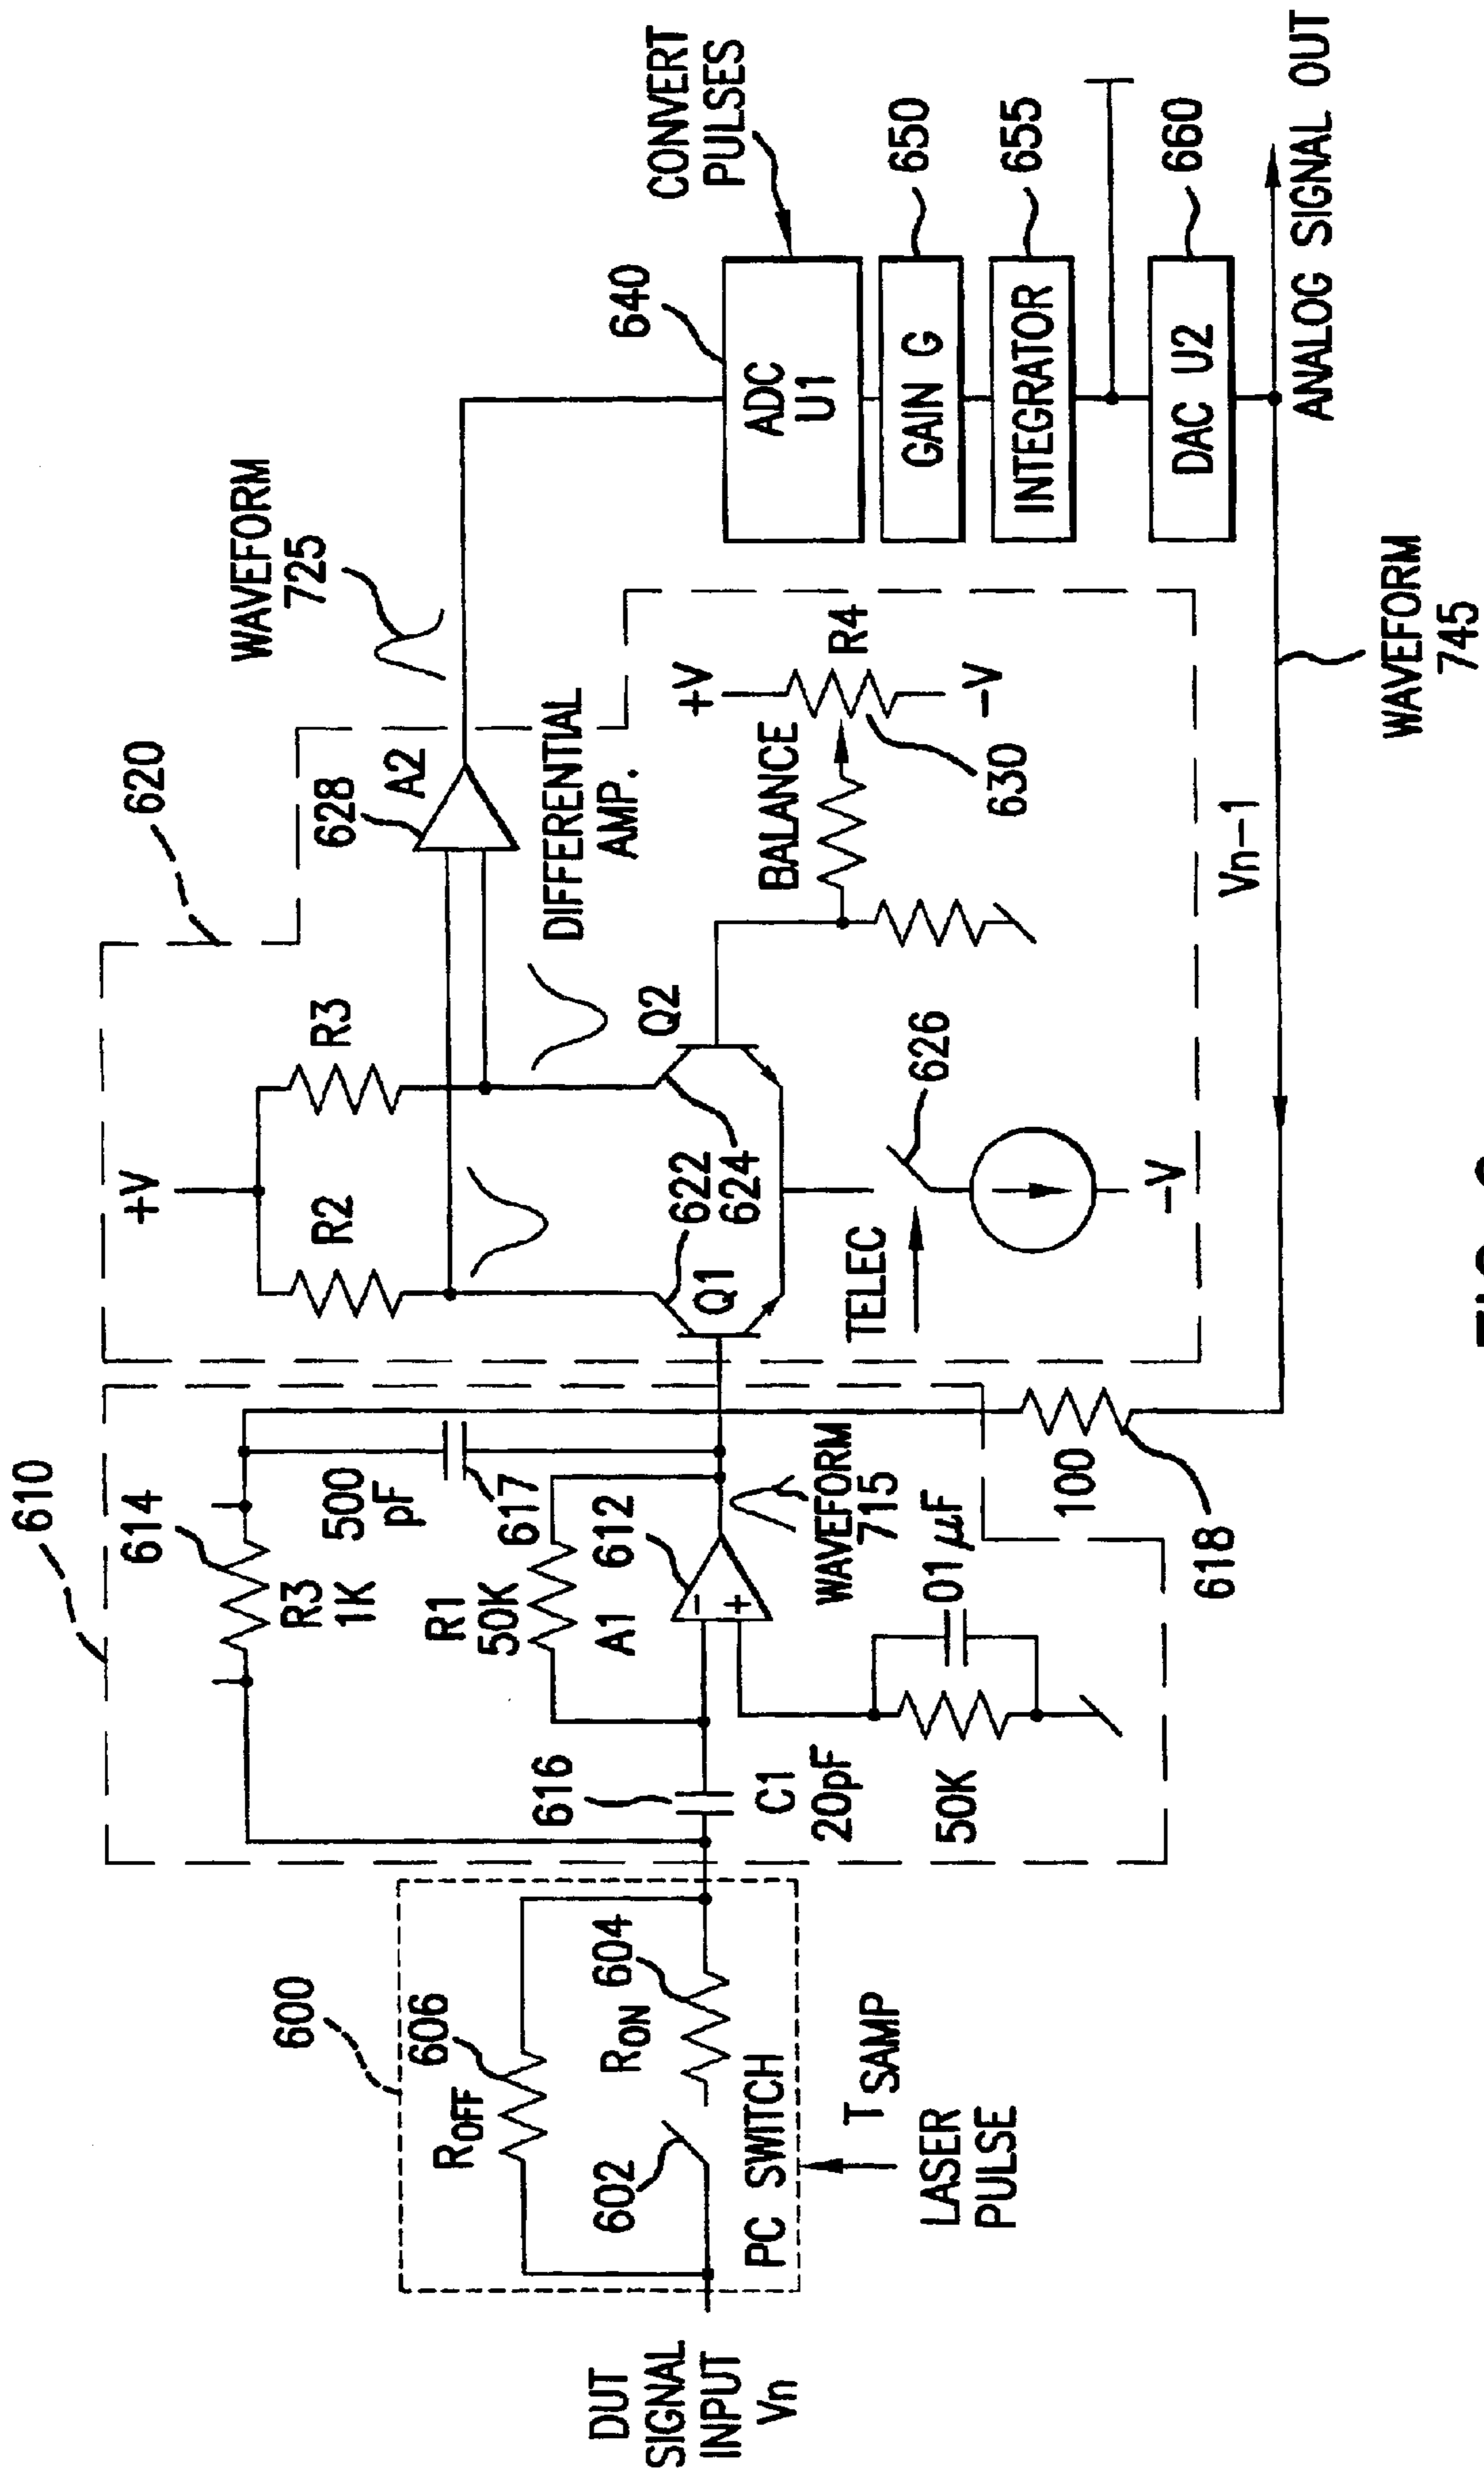 610
614
R3
1K
500
pF
617
R1
50K
612
A1
-
+
WAVEFORM
715
616
C1
20pF
50K
01 µF
100
618
600
606
ROFF
604
RON
602
PC SWITCH
TSAMP
LASER
PULSE
DUT
SIGNAL
INPUT
Vn
620
+V
R2
R3
628
A2
DIFFERENTIAL
AMP.
Q1
622
624
Q2
TELEC
626
-V
BALANCE
+V
R4
-V
630
Vn-1
WAVEFORM
725
WAVEFORM
745
640
CONVERT
PULSES
ADC
U1
GAIN G
650
INTEGRATOR
655
DAC U2
660
ANALOG SIGNAL OUT